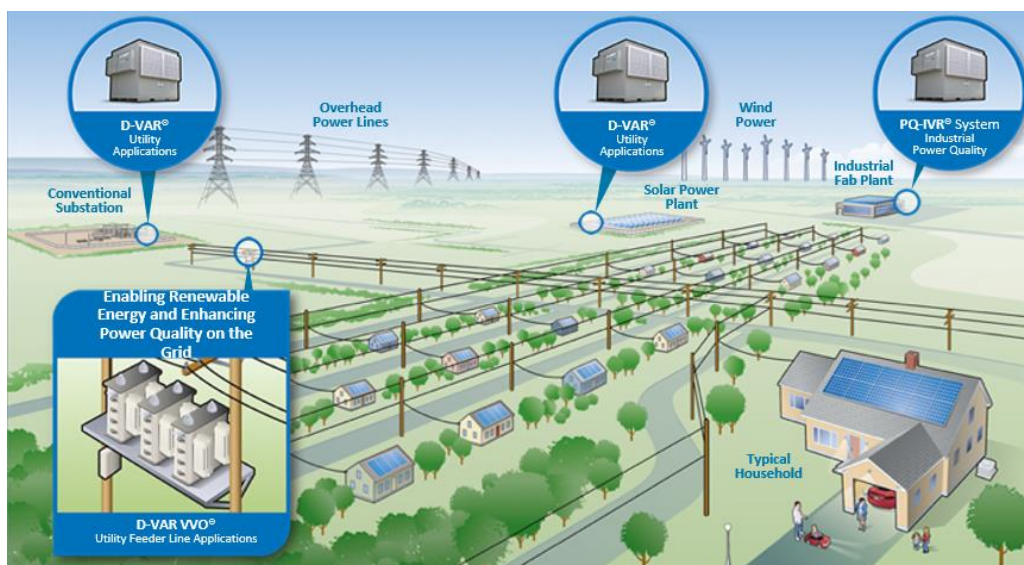 D-VAR®
Utility
Applications
Overhead
Power Lines
D-VAR®
Utility
Applications
Wind
Power
PQ-IVR® System
Industrial
Power Quality
Conventional
Substation
Solar Power
Plant
Industrial
Fab Plant
Enabling Renewable
Energy and Enhancing
Power Quality on the
Grid
D-VAR VVO®
Utility Feeder Line Applications
Typical
Household